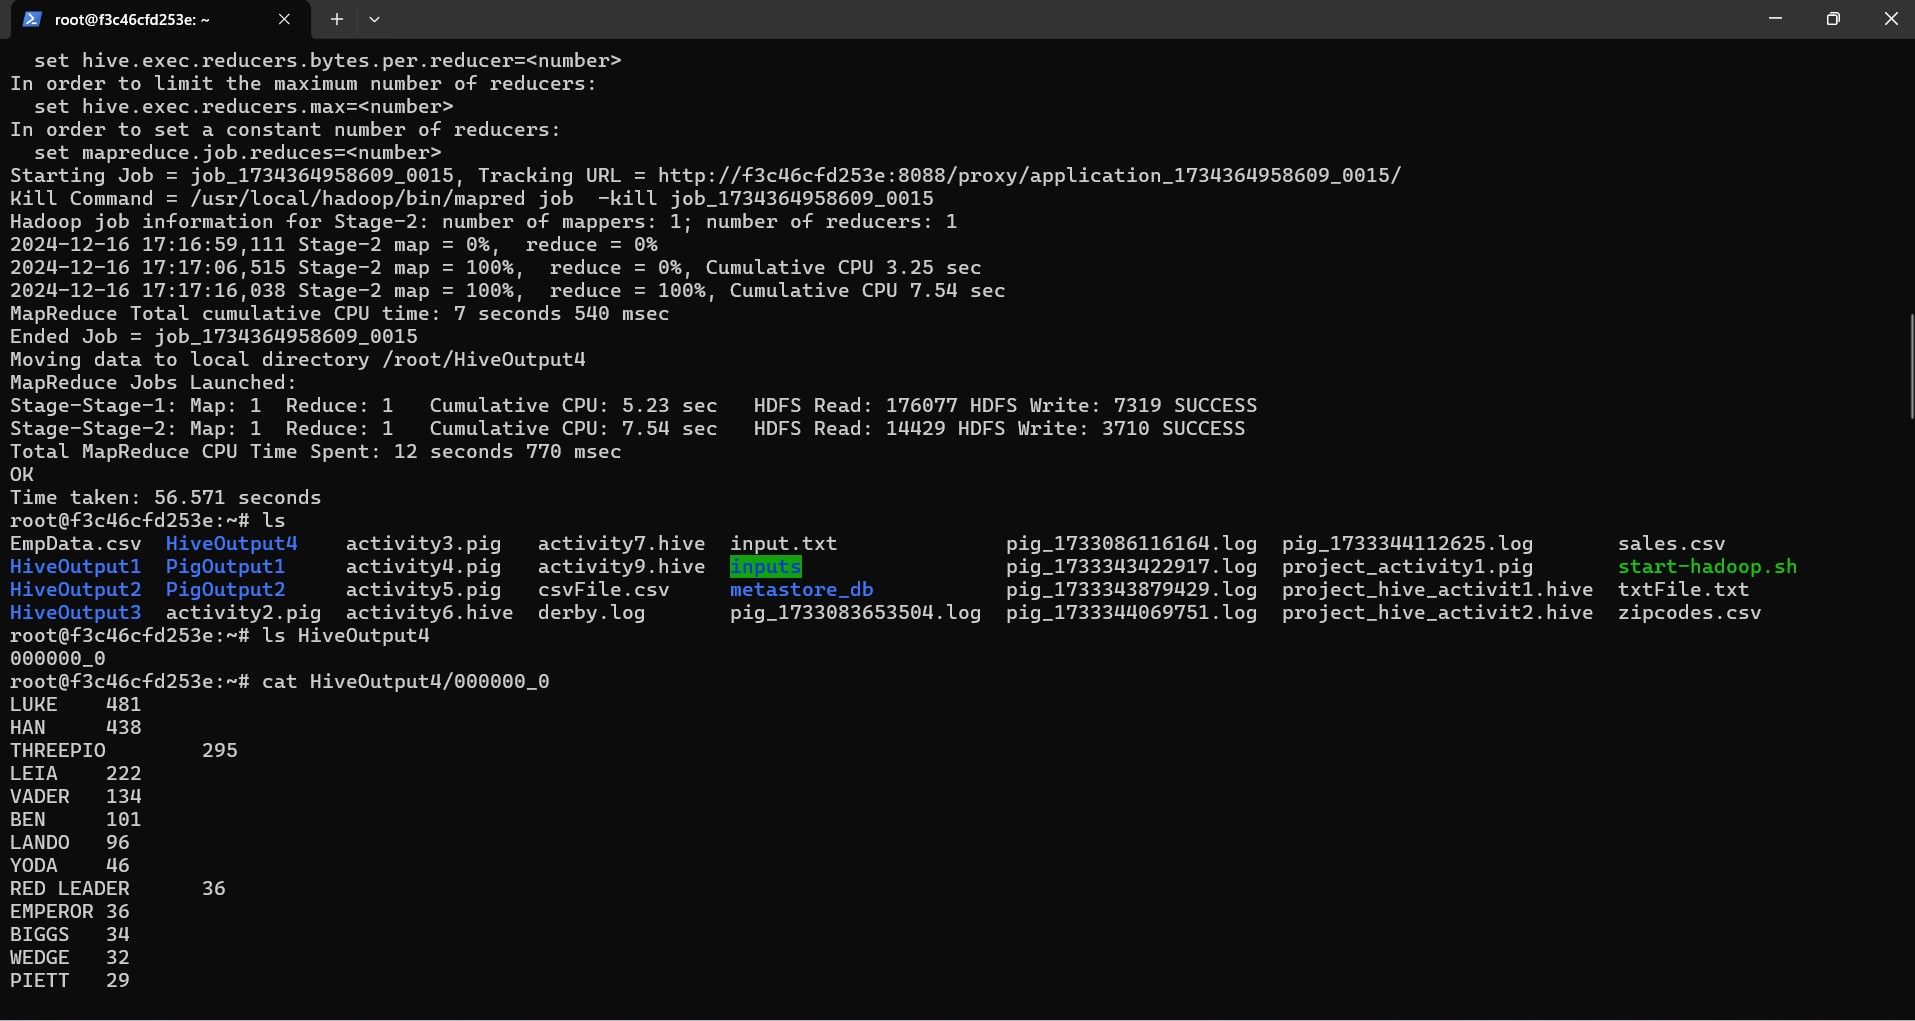 root@f3c46cfd253e: ~
  set hive.exec.reducers.bytes.per.reducer=<number>
In order to limit the maximum number of reducers:
  set hive.exec.reducers.max=<number>
In order to set a constant number of reducers:
  set mapreduce.job.reduces=<number>
Starting Job = job_1734364958609_0015, Tracking URL = http://f3c46cfd253e:8088/proxy/application_1734364958609_0015/
Kill Command = /usr/local/hadoop/bin/mapred job  -kill job_1734364958609_0015
Hadoop job information for Stage-2: number of mappers: 1; number of reducers: 1
2024-12-16 17:16:59,111 Stage-2 map = 0%,  reduce = 0%
2024-12-16 17:17:06,515 Stage-2 map = 100%,  reduce = 0%, Cumulative CPU 3.25 sec
2024-12-16 17:17:16,038 Stage-2 map = 100%,  reduce = 100%, Cumulative CPU 7.54 sec
MapReduce Total cumulative CPU time: 7 seconds 540 msec
Ended Job = job_1734364958609_0015
Moving data to local directory /root/HiveOutput4
MapReduce Jobs Launched:
Stage-Stage-1: Map: 1  Reduce: 1   Cumulative CPU: 5.23 sec   HDFS Read: 176077 HDFS Write: 7319 SUCCESS
Stage-Stage-2: Map: 1  Reduce: 1   Cumulative CPU: 7.54 sec   HDFS Read: 14429 HDFS Write: 3710 SUCCESS
Total MapReduce CPU Time Spent: 12 seconds 770 msec
OK
Time taken: 56.571 seconds
root@f3c46cfd253e:~# ls
EmpData.csv  HiveOutput4    activity3.pig   activity7.hive  input.txt              pig_1733086116164.log  pig_1733344112625.log       sales.csv
HiveOutput1  PigOutput1     activity4.pig   activity9.hive  inputs                 pig_1733343422917.log  project_activity1.pig       start-hadoop.sh
HiveOutput2  PigOutput2     activity5.pig   csvFile.csv     metastore_db           pig_1733343879429.log  project_hive_activit1.hive  txtFile.txt
HiveOutput3  activity2.pig  activity6.hive  derby.log       pig_1733083653504.log  pig_1733344069751.log  project_hive_activit2.hive  zipcodes.csv
root@f3c46cfd253e:~# ls HiveOutput4
000000_0
root@f3c46cfd253e:~# cat HiveOutput4/000000_0
LUKE    481
HAN     438
THREEPIO        295
LEIA    222
VADER   134
BEN     101
LANDO   96
YODA    46
RED LEADER      36
EMPEROR 36
BIGGS   34
WEDGE   32
PIETT   29